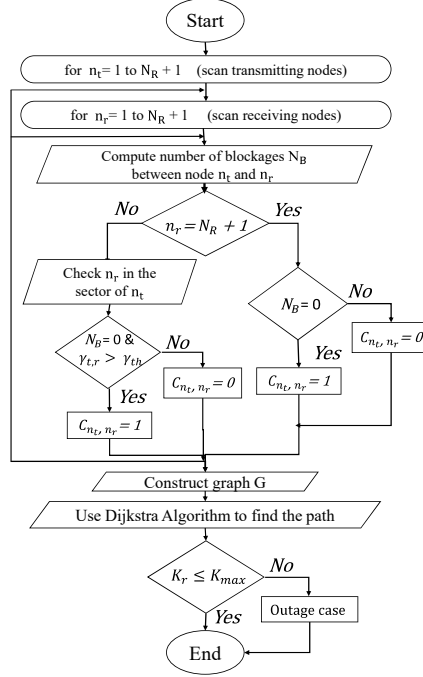 Start
for n_t= 1 to N_R + 1 (scan transmitting nodes)
for n_r= 1 to N_R + 1 (scan receiving nodes)
Compute number of blockages N_B
between node n_t and n_r
No
Yes
n_r = N_R + 1
Check n_r in the
sector of n_t
N_B = 0
No
N_B = 0 &
γ_t,r > γ_th
No
C_n_t, n_r = 0
Yes
C_n_t, n_r = 0
C_n_t, n_r = 1
Yes
C_n_t, n_r = 1
Construct graph G
Use Dijkstra Algorithm to find the path
K_r ≤ K_max
No
Outage case
Yes
End